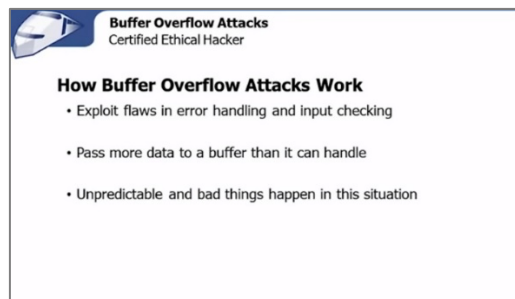 Buffer Overflow Attacks
Certified Ethical Hacker
How Buffer Overflow Attacks Work
• Exploit flaws in error handling and input checking
• Pass more data to a buffer than it can handle
• Unpredictable and bad things happen in this situation